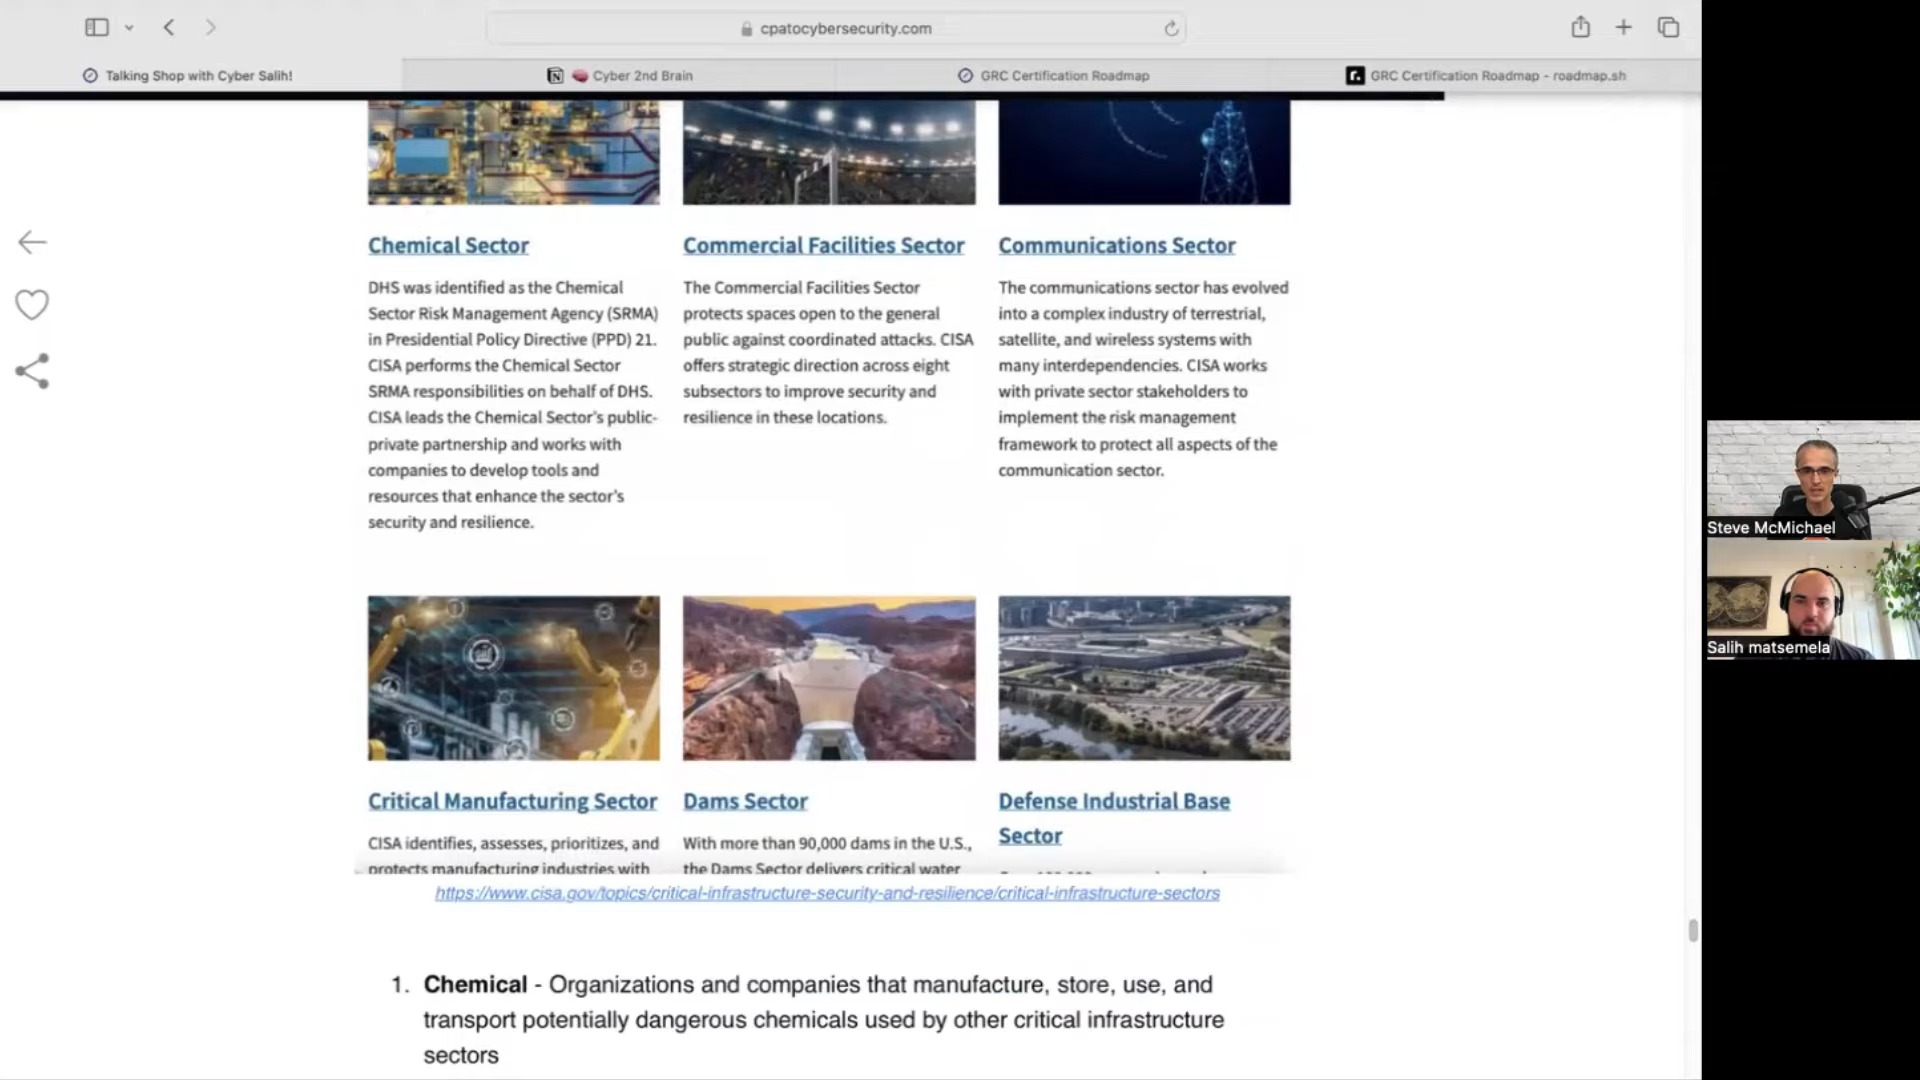 cpatocybersecurity.com
Talking Shop with Cyber Salih!
Cyber 2nd Brain
GRC Certification Roadmap
GRC Certification Roadmap - roadmap.sh
Chemical Sector
DHS was identified as the Chemical
Sector Risk Management Agency (SRMA)
in Presidential Policy Directive (PPD) 21.
CISA performs the Chemical Sector
SRMA responsibilities on behalf of DHS.
CISA leads the Chemical Sector's public-
private partnership and works with
companies to develop tools and
resources that enhance the sector's
security and resilience.
Commercial Facilities Sector
The Commercial Facilities Sector
protects spaces open to the general
public against coordinated attacks. CISA
offers strategic direction across eight
subsectors to improve security and
resilience in these locations.
Communications Sector
The communications sector has evolved
into a complex industry of terrestrial,
satellite, and wireless systems with
many interdependencies. CISA works
with private sector stakeholders to
implement the risk management
framework to protect all aspects of the
communication sector.
Critical Manufacturing Sector
CISA identifies, assesses, prioritizes, and
protects manufacturing industries with
Dams Sector
With more than 90,000 dams in the U.S.,
the Dams Sector delivers critical water
Defense Industrial Base
Sector
https://www.cisa.gov/topics/critical-infrastructure-security-and-resilience/critical-infrastructure-sectors
1. Chemical - Organizations and companies that manufacture, store, use, and
transport potentially dangerous chemicals used by other critical infrastructure
sectors
Steve McMichael
Salih matsemela